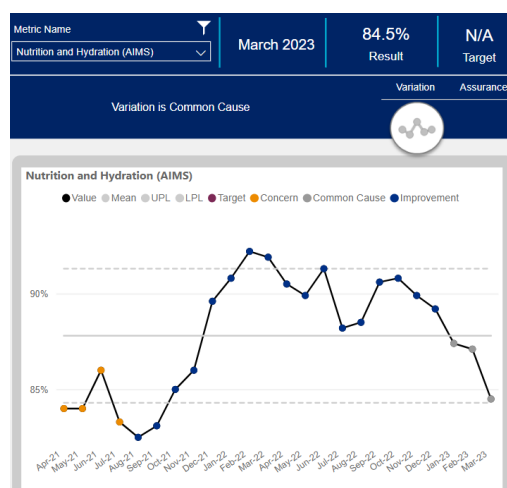 Metric Name
Nutrition and Hydration (AIMS)
March 2023
84.5%
Result
N/A
Target
Variation is Common Cause
Variation
Assurance
Nutrition and Hydration (AIMS)
Value Mean UPL LPL Target Concern Common Cause Improvement
90%
85%
Apr-21 May-21 Jun-21 Jul-21 Aug-21 Sep-21 Oct-21 Nov-21 Dec-21 Jan-22 Feb-22 Mar-22 Apr-22 May-22 Jun-22 Jul-22 Aug-22 Sep-22 Oct-22 Nov-22 Dec-22 Jan-23 Feb-23 Mar-23